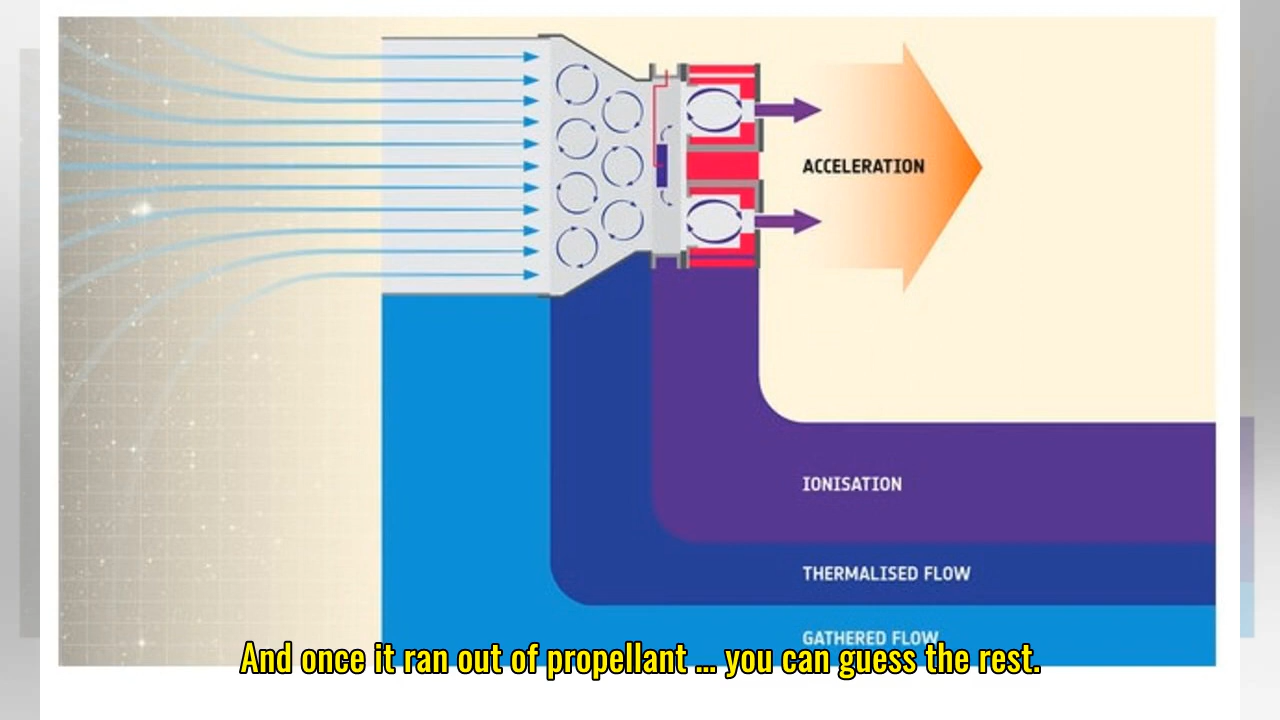 ACCELERATION
IONISATION
THERMALISED FLOW
GATHERED FLOW
And once it ran out of propellant ... you can guess the rest.